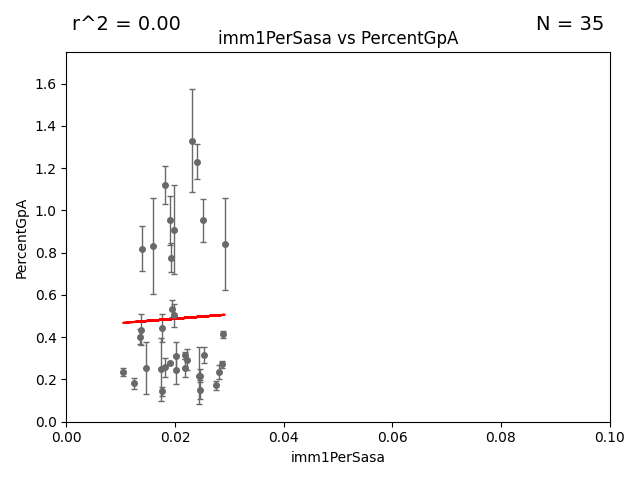 r^2 = 0.00
N = 35
imm1PerSasa vs PercentGpA
PercentGpA
1.6
1.4
1.2
1.0
0.8
0.6
0.4
0.2
0.0
0.00 0.02 0.04 0.06 0.08 0.10
imm1PerSasa